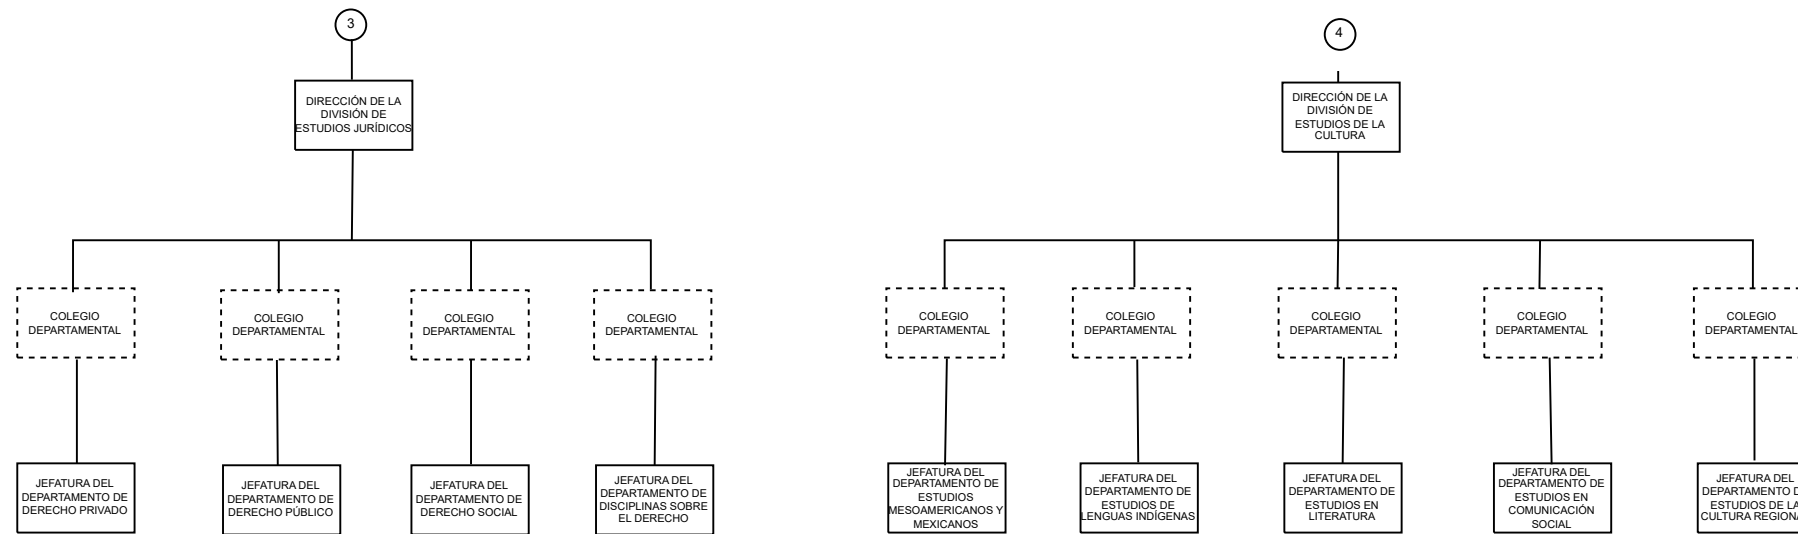 3
DIRECCIÓN DE LA
DIVISIÓN DE
ESTUDIOS JURÍDICOS
COLEGIO
DEPARTAMENTAL
COLEGIO
DEPARTAMENTAL
COLEGIO
DEPARTAMENTAL
COLEGIO
DEPARTAMENTAL
JEFATURA DEL
DEPARTAMENTO DE
DERECHO PRIVADO
JEFATURA DEL
DEPARTAMENTO DE
DERECHO PÚBLICO
JEFATURA DEL
DEPARTAMENTO DE
DERECHO SOCIAL
JEFATURA DEL
DEPARTAMENTO DE
DISCIPLINAS SOBRE
EL DERECHO
4
DIRECCIÓN DE LA
DIVISIÓN DE
ESTUDIOS DE LA
CULTURA
COLEGIO
DEPARTAMENTAL
COLEGIO
DEPARTAMENTAL
COLEGIO
DEPARTAMENTAL
COLEGIO
DEPARTAMENTAL
COLEGIO
DEPARTAMENTAL
JEFATURA DEL
DEPARTAMENTO DE
ESTUDIOS
MESOAMERICANOS Y
MEXICANOS
JEFATURA DEL
DEPARTAMENTO DE
ESTUDIOS DE
LENGUAS INDÍGENAS
JEFATURA DEL
DEPARTAMENTO DE
ESTUDIOS EN
LITERATURA
JEFATURA DEL
DEPARTAMENTO DE
ESTUDIOS EN
COMUNICACIÓN
SOCIAL
JEFATURA DEL
DEPARTAMENTO
ESTUDIOS DE LA
CULTURA